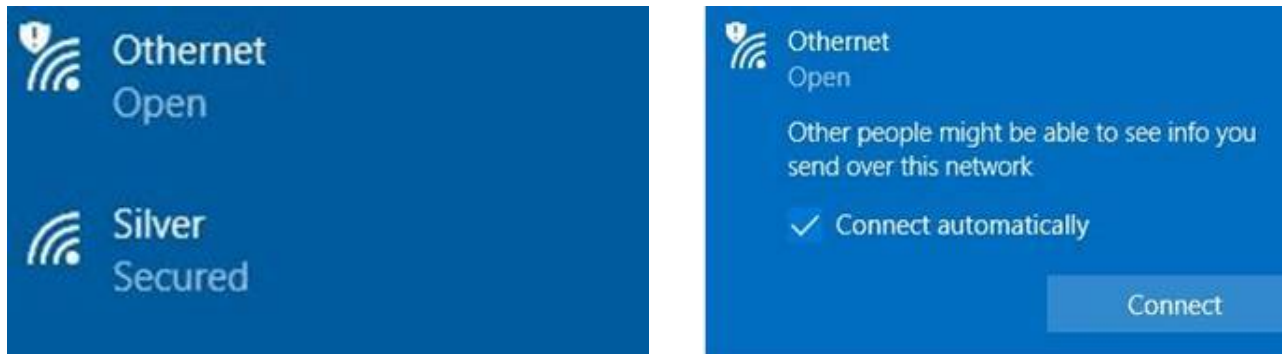 Othernet
Open
Silver
Secured
Othernet
Open
Other people might be able to see info you
send over this network
Connect automatically
Connect